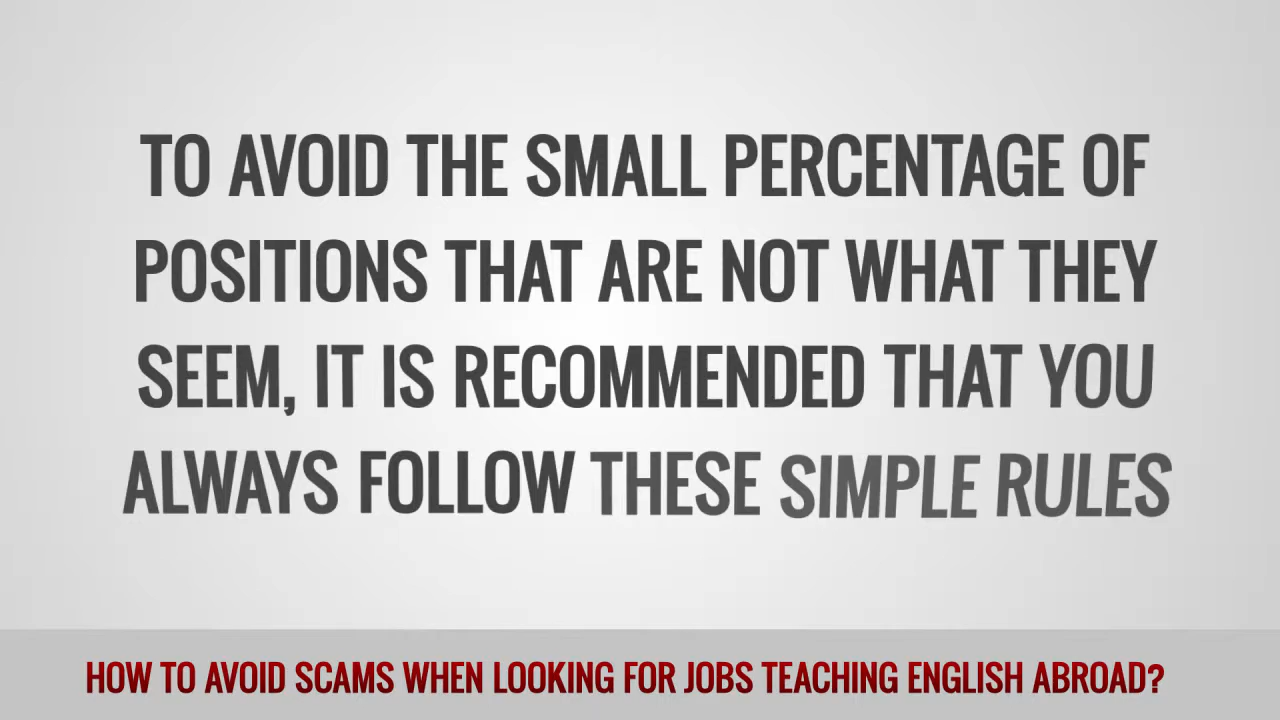 TO AVOID THE SMALL PERCENTAGE OF
POSITIONS THAT ARE NOT WHAT THEY
SEEM, IT IS RECOMMENDED THAT YOU
ALWAYS FOLLOW THESE SIMPLE RULES
HOW TO AVOID SCAMS WHEN LOOKING FOR JOBS TEACHING ENGLISH ABROAD?